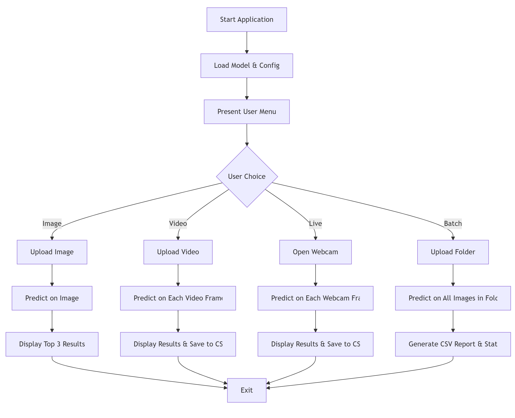 Start Application
Load Model & Config
Present User Menu
User Choice
Image
Video
Live
Batch
Upload Image
Upload Video
Open Webcam
Upload Folder
Predict on Image
Predict on Each Video Frame
Predict on Each Webcam Fra
Predict on All Images in Fold
Display Top 3 Results
Display Results & Save to CS
Display Results & Save to CS
Generate CSV Report & Stat
Exit